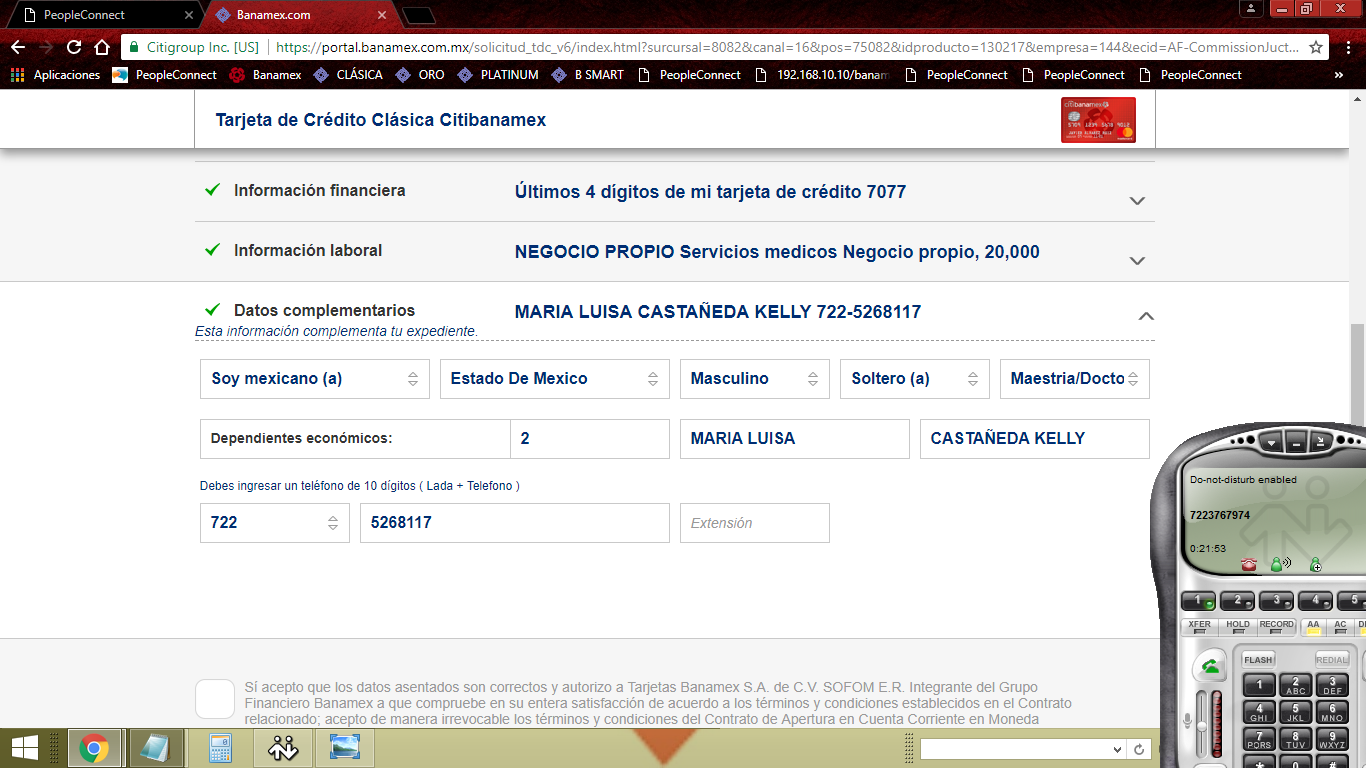 PeopleConnect
Banamex.com
Citigroup Inc. [US] https://portal.banamex.com.mx/solicitud_tdc_v6/index.html?sursursal=8082&canal=16&pos=75082&idproducto=130217&empresa=144&ecid=AF-CommissionJuct...
Aplicaciones PeopleConnect Banamex CLÁSICA ORO PLATINUM B SMART PeopleConnect 192.168.10.10/banam PeopleConnect PeopleConnect PeopleConnect »
Tarjeta de Crédito Clásica Citibanamex
citibanamex
Información financiera Últimos 4 dígitos de mi tarjeta de crédito 7077
Información laboral NEGOCIO PROPIO Servicios medicos Negocio propio, 20,000
Datos complementarios MARIA LUISA CASTAÑEDA KELLY 722-5268117
Esta información complementa tu expediente.
Soy mexicano (a) Estado De Mexico Masculino Soltero (a) Maestria/Docto
Dependientes económicos: 2 MARIA LUISA CASTAÑEDA KELLY
Debes ingresar un teléfono de 10 dígitos ( Lada + Telefono )
722 5268117 Extensión
Do-not-disturb enabled
7223767974
0:21:53
1 2 3 4 5
XFER HOLD RECORD AA AC
FLASH REDIAL
1 2 ABC 3 DEF
4 GHI 5 JKL 6 MNO
7 PQRS 8 TUV 9 WXYZ
* 0 #
Sí acepto que los datos asentados son correctos y autorizo a Tarjetas Banamex S.A. de C.V. SOFOM E.R. Integrante del Grupo
Financiero Banamex a que compruebe en su entera satisfacción de acuerdo a los términos y condiciones establecidos en el Contrato
relacionado; acepto de manera irrevocable los términos y condiciones del Contrato de Apertura en Cuenta Corriente en Moneda